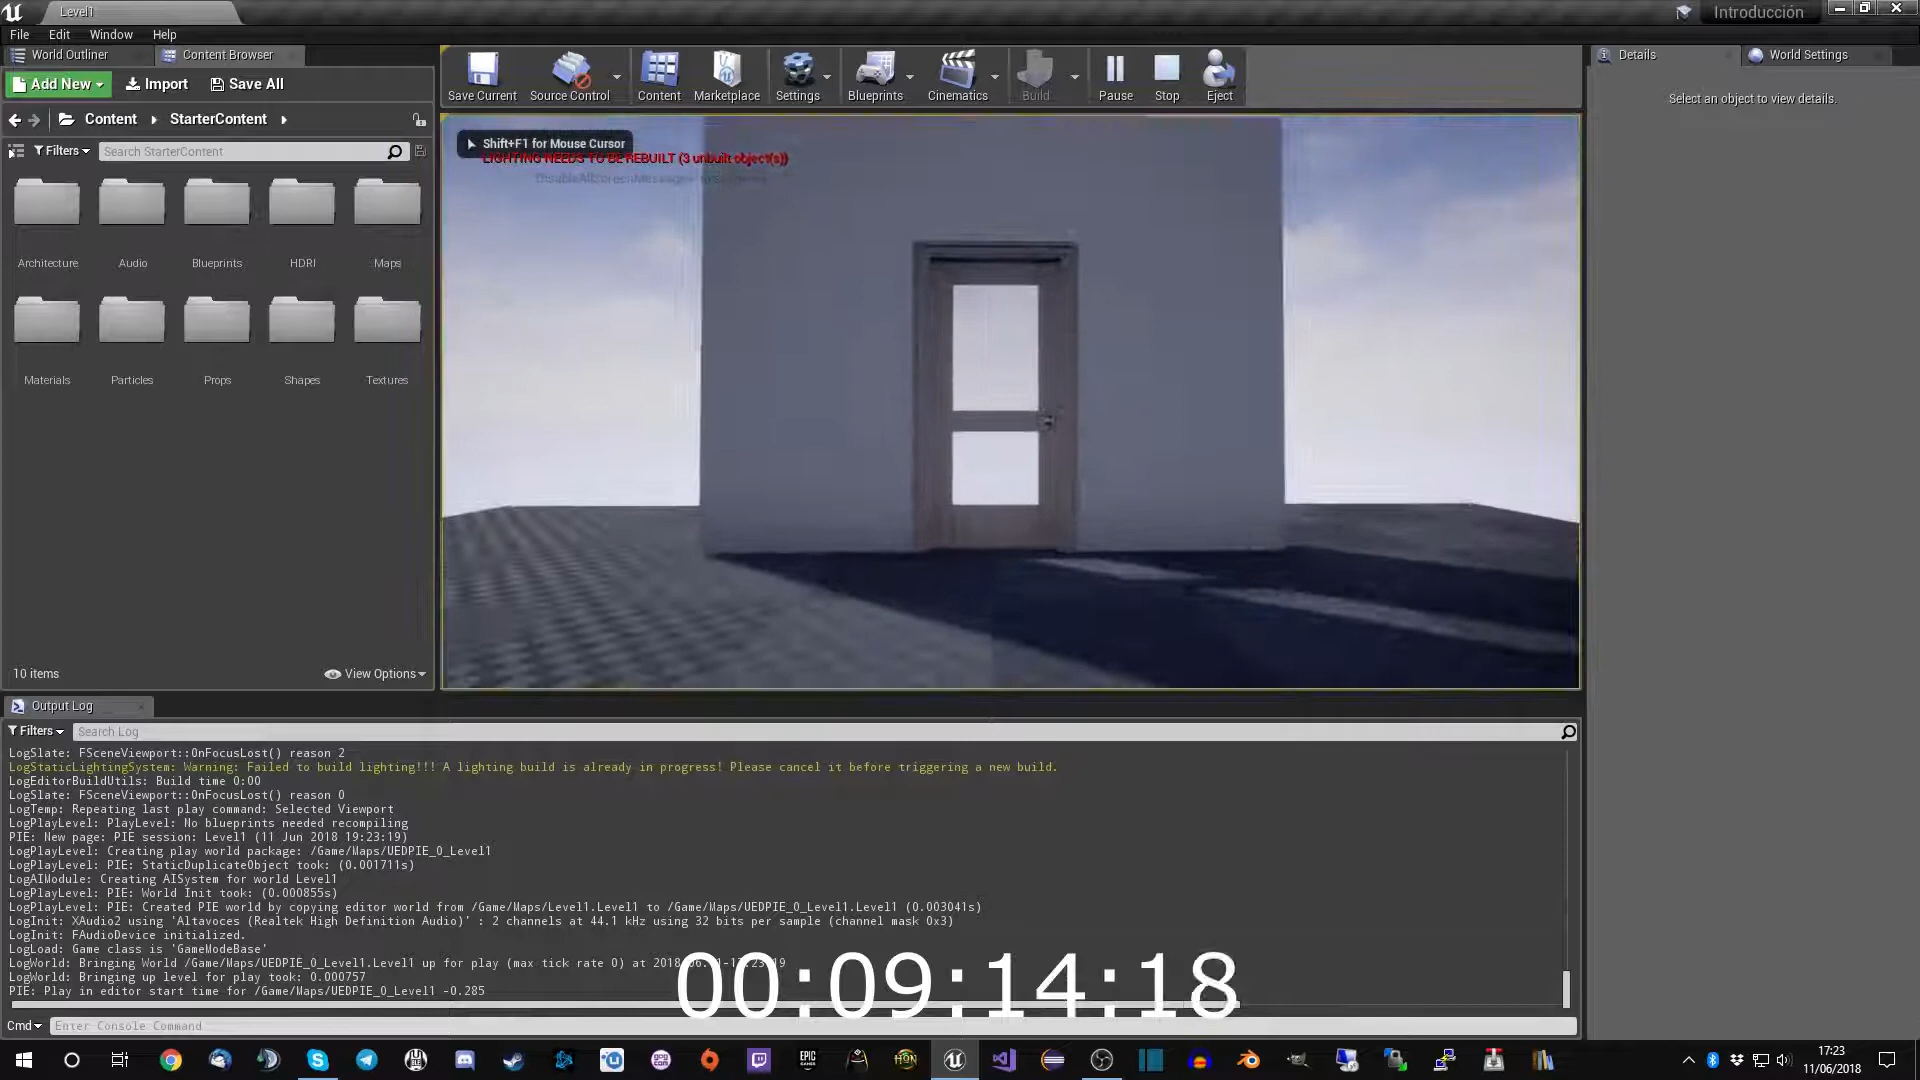 Level1
Introducción
File Edit Window Help
World Outliner
Content Browser
Add New
Import
Save All
Content
StarterContent
Filters
Search StarterContent
Architecture
Audio
Blueprints
HDRI
Maps
Materials
Particles
Props
Shapes
Textures
10 items
View Options
Save Current
Source Control
Content
Marketplace
Settings
Blueprints
Cinematics
Build
Pause
Stop
Eject
Shift+F1 for Mouse Cursor
LIGHTING NEEDS TO BE REBUILT (3 unbuilt object(s))
Details
World Settings
Select an object to view details.
Output Log
Filters
Search Log
LogSlate: FSceneViewport::OnFocusLost() reason 2
LogStaticLightingSystem: Warning: Failed to build lighting!!! A lighting build is already in progress! Please cancel it before triggering a new build.
LogEditorBuildUtils: Build time 0:00
LogSlate: FSceneViewport::OnFocusLost() reason 0
LogTemp: Repeating last play command: Selected Viewport
LogPlayLevel: PlayLevel: No blueprints needed recompiling
PIE: New page: PIE session: Level1 (11 Jun 2018 19:23:19)
LogPlayLevel: Creating play world package: /Game/Maps/UEDPIE_0_Level1
LogPlayLevel: PIE: StaticDuplicateObject took: (0.001711s)
LogAIModule: Creating AISystem for world Level1
LogPlayLevel: PIE: World Init took: (0.000855s)
LogPlayLevel: PIE: Created PIE world by copying editor world from /Game/Maps/Level1.Level1 to /Game/Maps/UEDPIE_0_Level1.Level1 (0.003041s)
LogInit: XAudio2 using 'Altavoces (Realtek High Definition Audio)' : 2 channels at 44.1 kHz using 32 bits per sample (channel mask 0x3)
LogInit: FAudioDevice initialized.
LogLoad: Game class is 'GameModeBase'
LogWorld: Bringing World /Game/Maps/UEDPIE_0_Level1.Level1 up for play (max tick rate 0) at
LogWorld: Bringing up level for play took: 0.000757
PIE: Play in editor start time for /Game/Maps/UEDPIE_0_Level1 -0.285
00:09:14:18
Cmd
Enter Console Command
17:23
11/06/2018